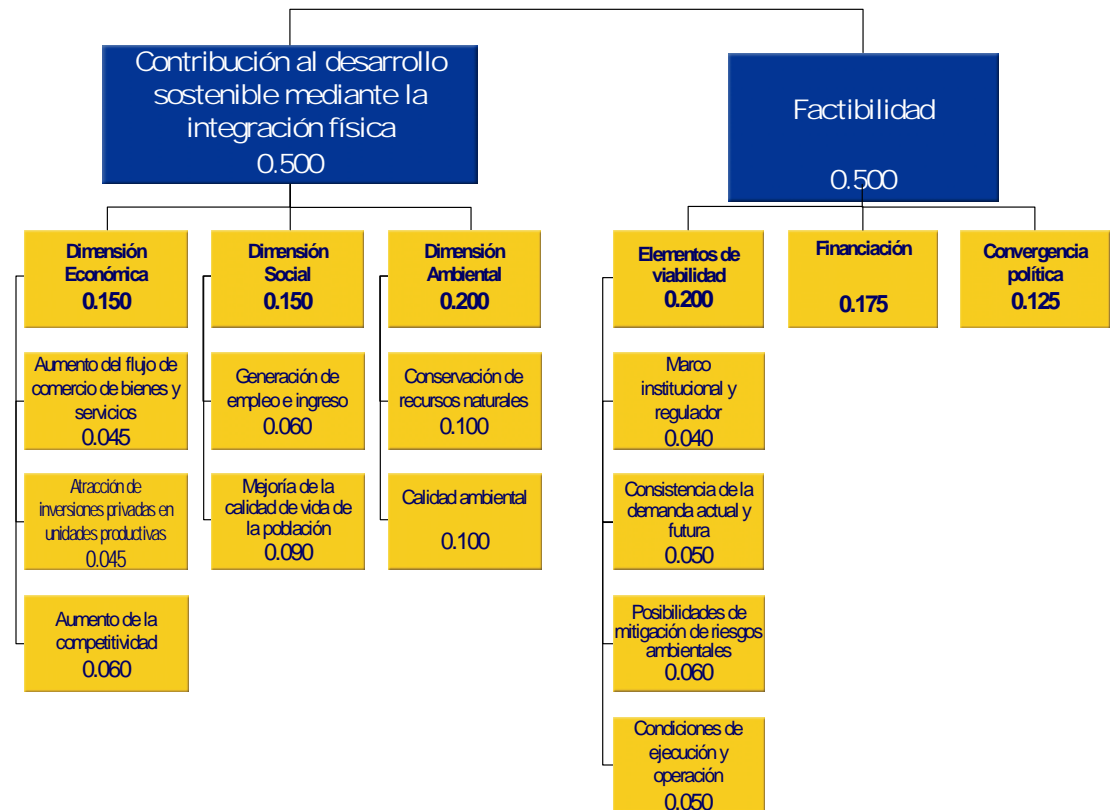 Contribución al desarrollo
sostenible mediante la
integración física
0.500
Factibilidad
0.500
Dimensión
Económica
0.150
Dimensión
Social
0.150
Dimensión
Ambiental
0.200
Elementos de
viabilidad
0.200
Financiación
0.175
Convergencia
política
0.125
Aumento del flujo de
comercio de bienes y
servicios
0.045
Generación de
empleo e ingreso
0.060
Conservación de
recursos naturales
0.100
Marco
institucional y
regulador
0.040
Atracción de
inversiones privadas en
unidades productivas
0.045
Mejoría de la
calidad de vida de
la población
0.090
Calidad ambiental
0.100
Consistencia de la
demanda actual y
futura
0.050
Aumento de la
competitividad
0.060
Posibilidades de
mitigación de riesgos
ambientales
0.060
Condiciones de
ejecución y
operación
0.050